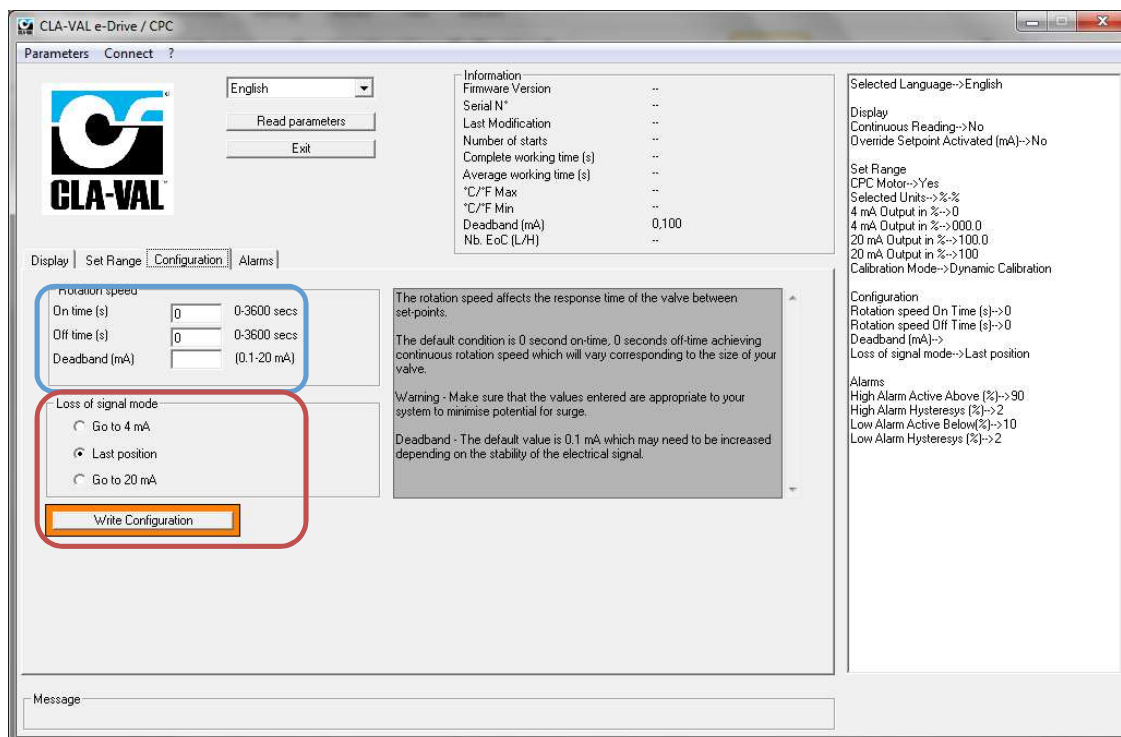 CLA-VAL e-Drive / CPC
Parameters Connect ?
English
Read parameters
Exit
CLA-VAL
Information
Firmware Version --
Serial N° --
Last Modification --
Number of starts --
Complete working time (s) --
Average working time (s) --
°C/°F Max --
°C/°F Min --
Deadband (mA) 0,100
Nb. EoC (L/H) --
Display Set Range Configuration Alarms
Rotation speed
On time (s) 0 0-3600 secs
Off time (s) 0 0-3600 secs
Deadband (mA) (0.1-20 mA)
Loss of signal mode
Go to 4 mA
Last position
Go to 20 mA
Write Configuration
The rotation speed affects the response time of the valve between
set-points.
The default condition is 0 second on-time, 0 seconds off-time achieving
continuous rotation speed which will vary corresponding to the size of your
valve.
Warning - Make sure that the values entered are appropriate to your
system to minimise potential for surge.
Deadband - The default value is 0.1 mA which may need to be increased
depending on the stability of the electrical signal.
Selected Language-->English
Display
Continuous Reading-->No
Override Setpoint Activated (mA)-->No
Set Range
CPC Motor-->Yes
Selected Units-->%-%
4 mA Output in %-->0
4 mA Output in %-->000.0
20 mA Output in %-->100.0
20 mA Output in %-->100
Calibration Mode-->Dynamic Calibration
Configuration
Rotation speed On Time (s)-->0
Rotation speed Off Time (s)-->0
Deadband (mA)-->
Loss of signal mode-->Last position
Alarms
High Alarm Active Above (%)-->90
High Alarm Hysteresys (%)-->2
Low Alarm Active Below(%)-->10
Low Alarm Hysteresys (%)-->2
Message